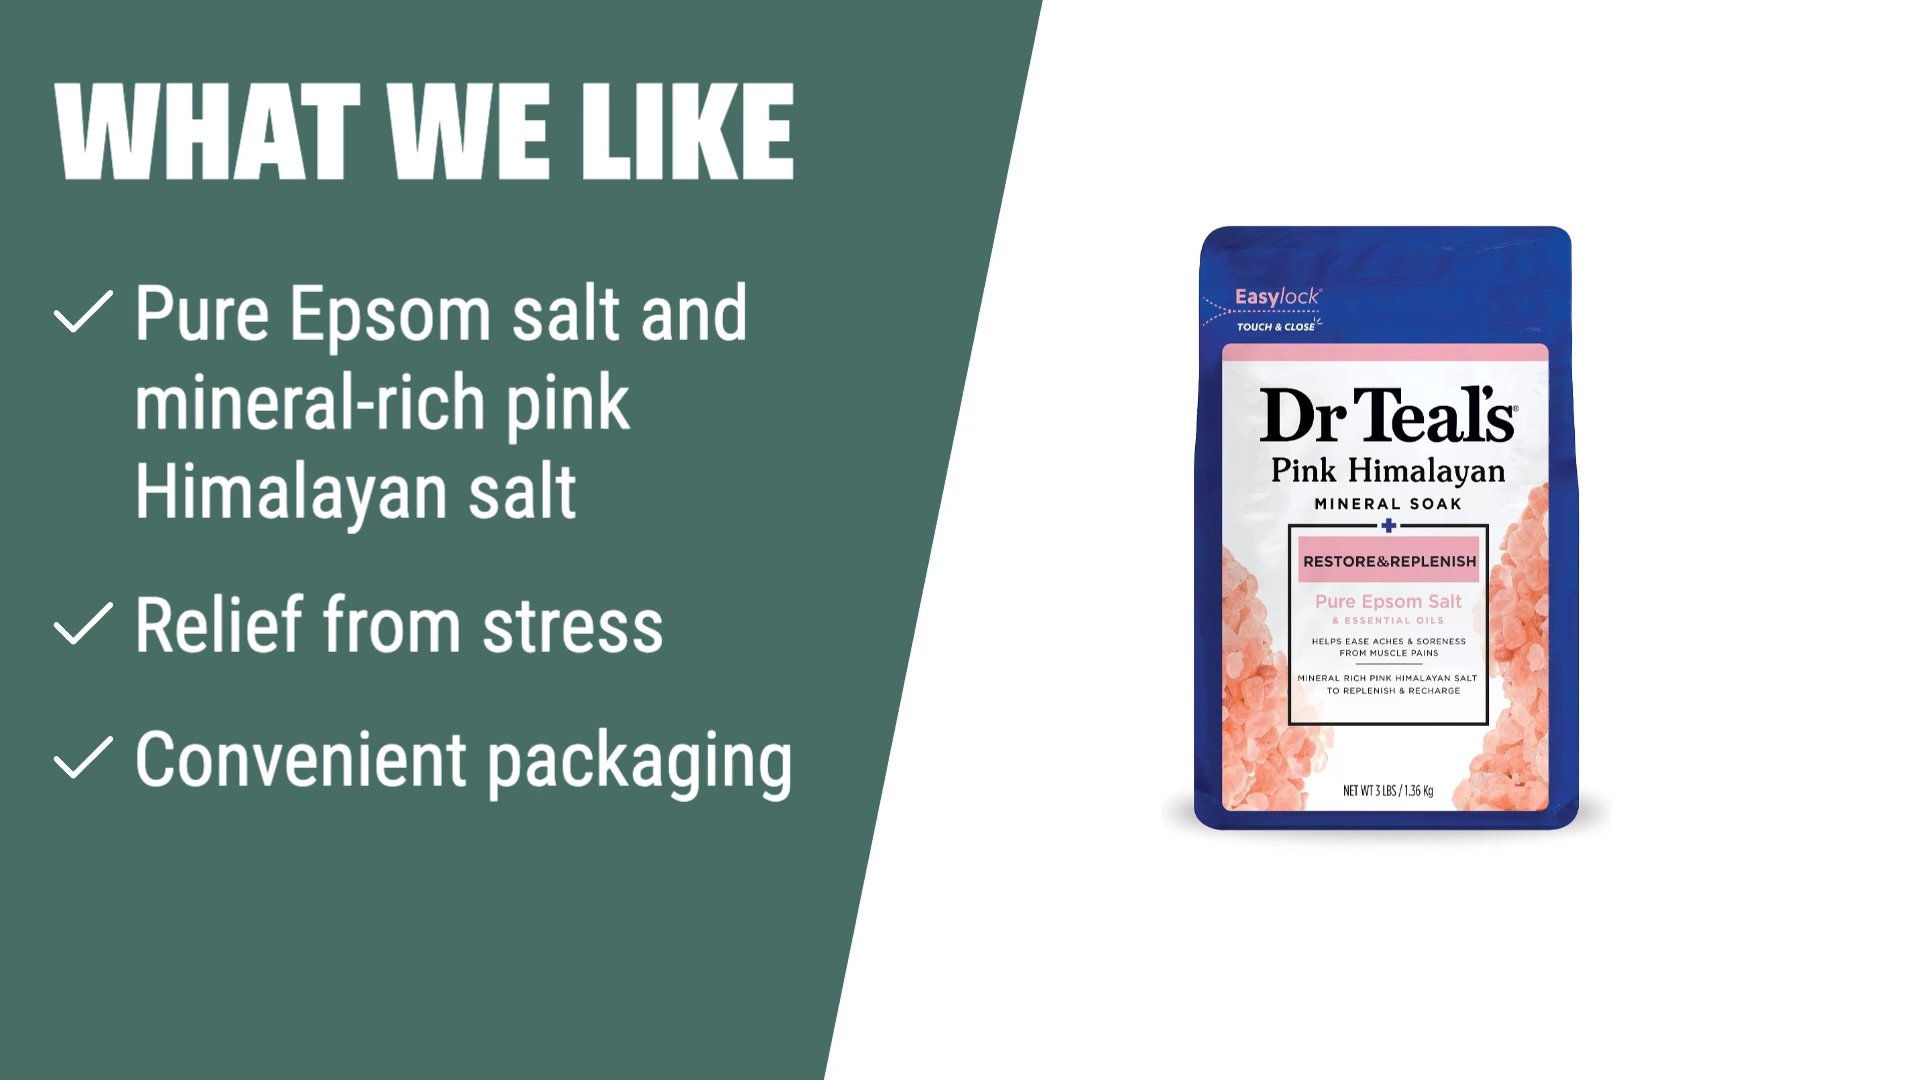 WHAT WE LIKE
Pure Epsom salt and
mineral-rich pink
Himalayan salt
Relief from stress
Convenient packaging
Easylock®
TOUCH & CLOSE
Dr Teal's®
Pink Himalayan
MINERAL SOAK
RESTORE&REPLENISH
Pure Epsom Salt
& ESSENTIAL OILS
HELPS EASE ACHES & SORENESS
FROM MUSCLE PAINS
MINERAL RICH PINK HIMALAYAN SALT
TO REPLENISH & RECHARGE
NET WT 3 LBS / 1.36 Kg